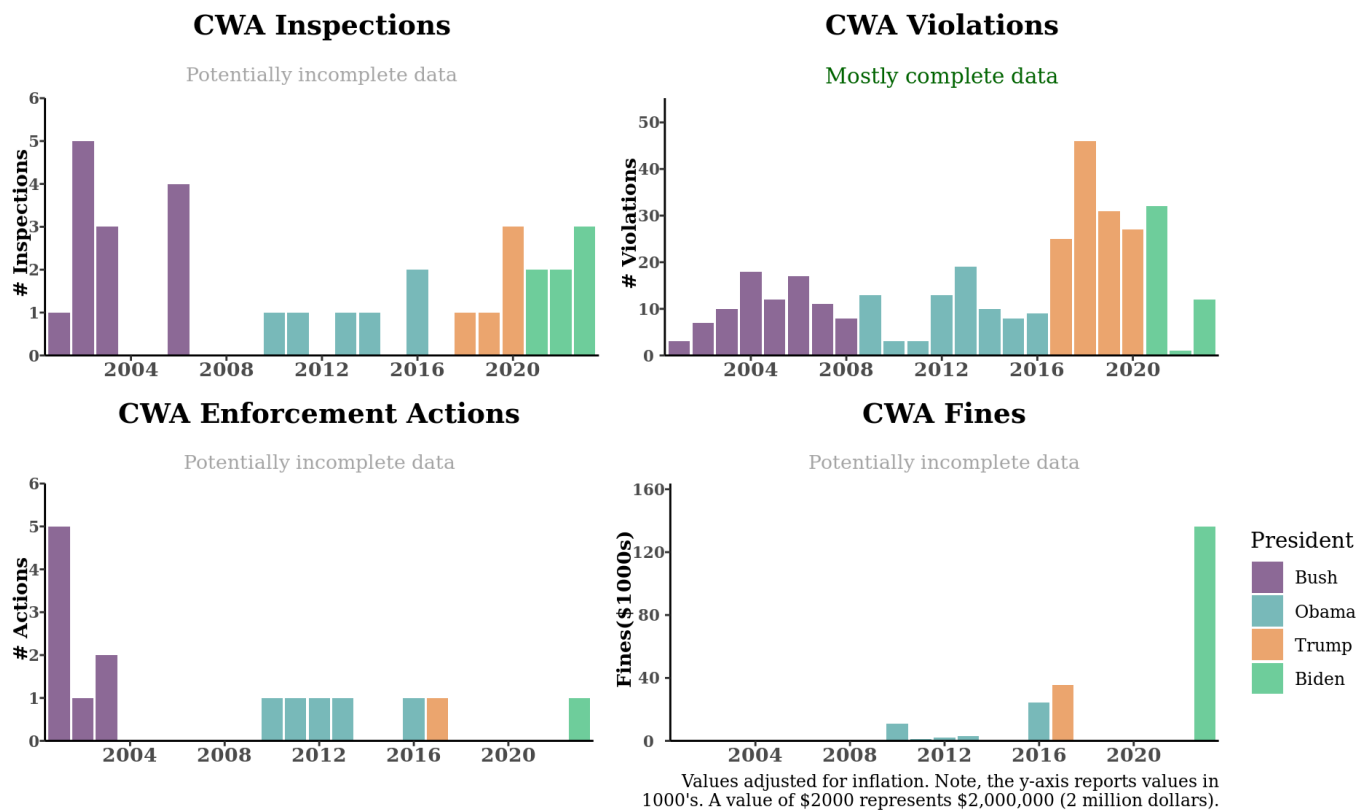 CWA Inspections
Potentially incomplete data
# Inspections
6
5
4
3
2
1
0
2004 2008 2012 2016 2020
CWA Violations
Mostly complete data
# Violations
50
40
30
20
10
0
2004 2008 2012 2016 2020
CWA Enforcement Actions
Potentially incomplete data
# Actions
6
5
4
3
2
1
0
2004 2008 2012 2016 2020
CWA Fines
Potentially incomplete data
Fines($1000s)
160
120
80
40
0
2004 2008 2012 2016 2020
President
Bush
Obama
Trump
Biden
Values adjusted for inflation. Note, the y-axis reports values in
1000's. A value of $2000 represents $2,000,000 (2 million dollars).